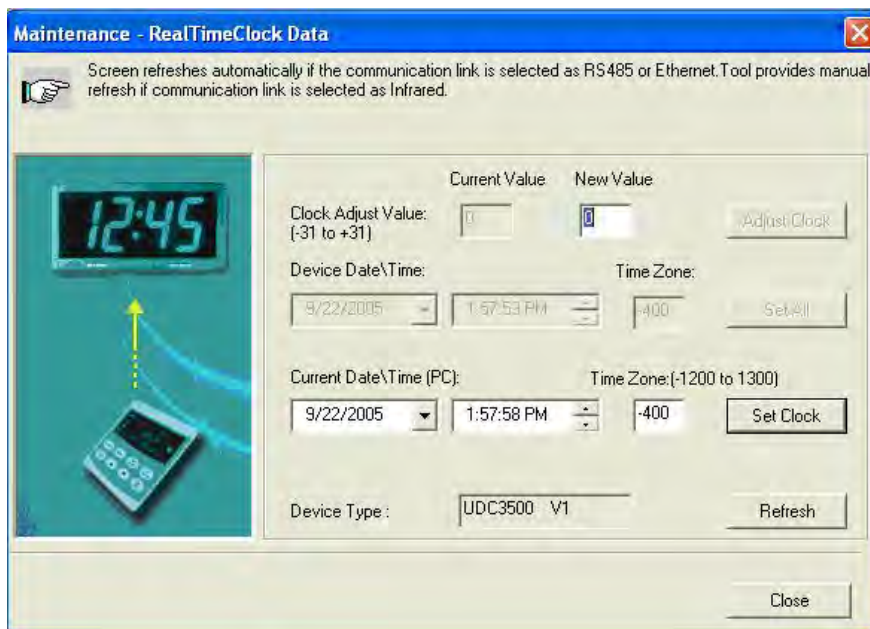 Maintenance - RealTimeClock Data
Screen refreshes automatically if the communication link is selected as RS485 or Ethernet.Tool provides manual
refresh if communication link is selected as Infrared.
12:45
Current Value New Value
Clock Adjust Value: 0 0 Adjust Clock
(-31 to +31)
Device Date\Time: Time Zone:
9/22/2005 1:57:53 PM -400 Set All
Current Date\Time (PC): Time Zone:(-1200 to 1300)
9/22/2005 1:57:58 PM -400 Set Clock
Device Type : UDC3500 V1 Refresh
Close